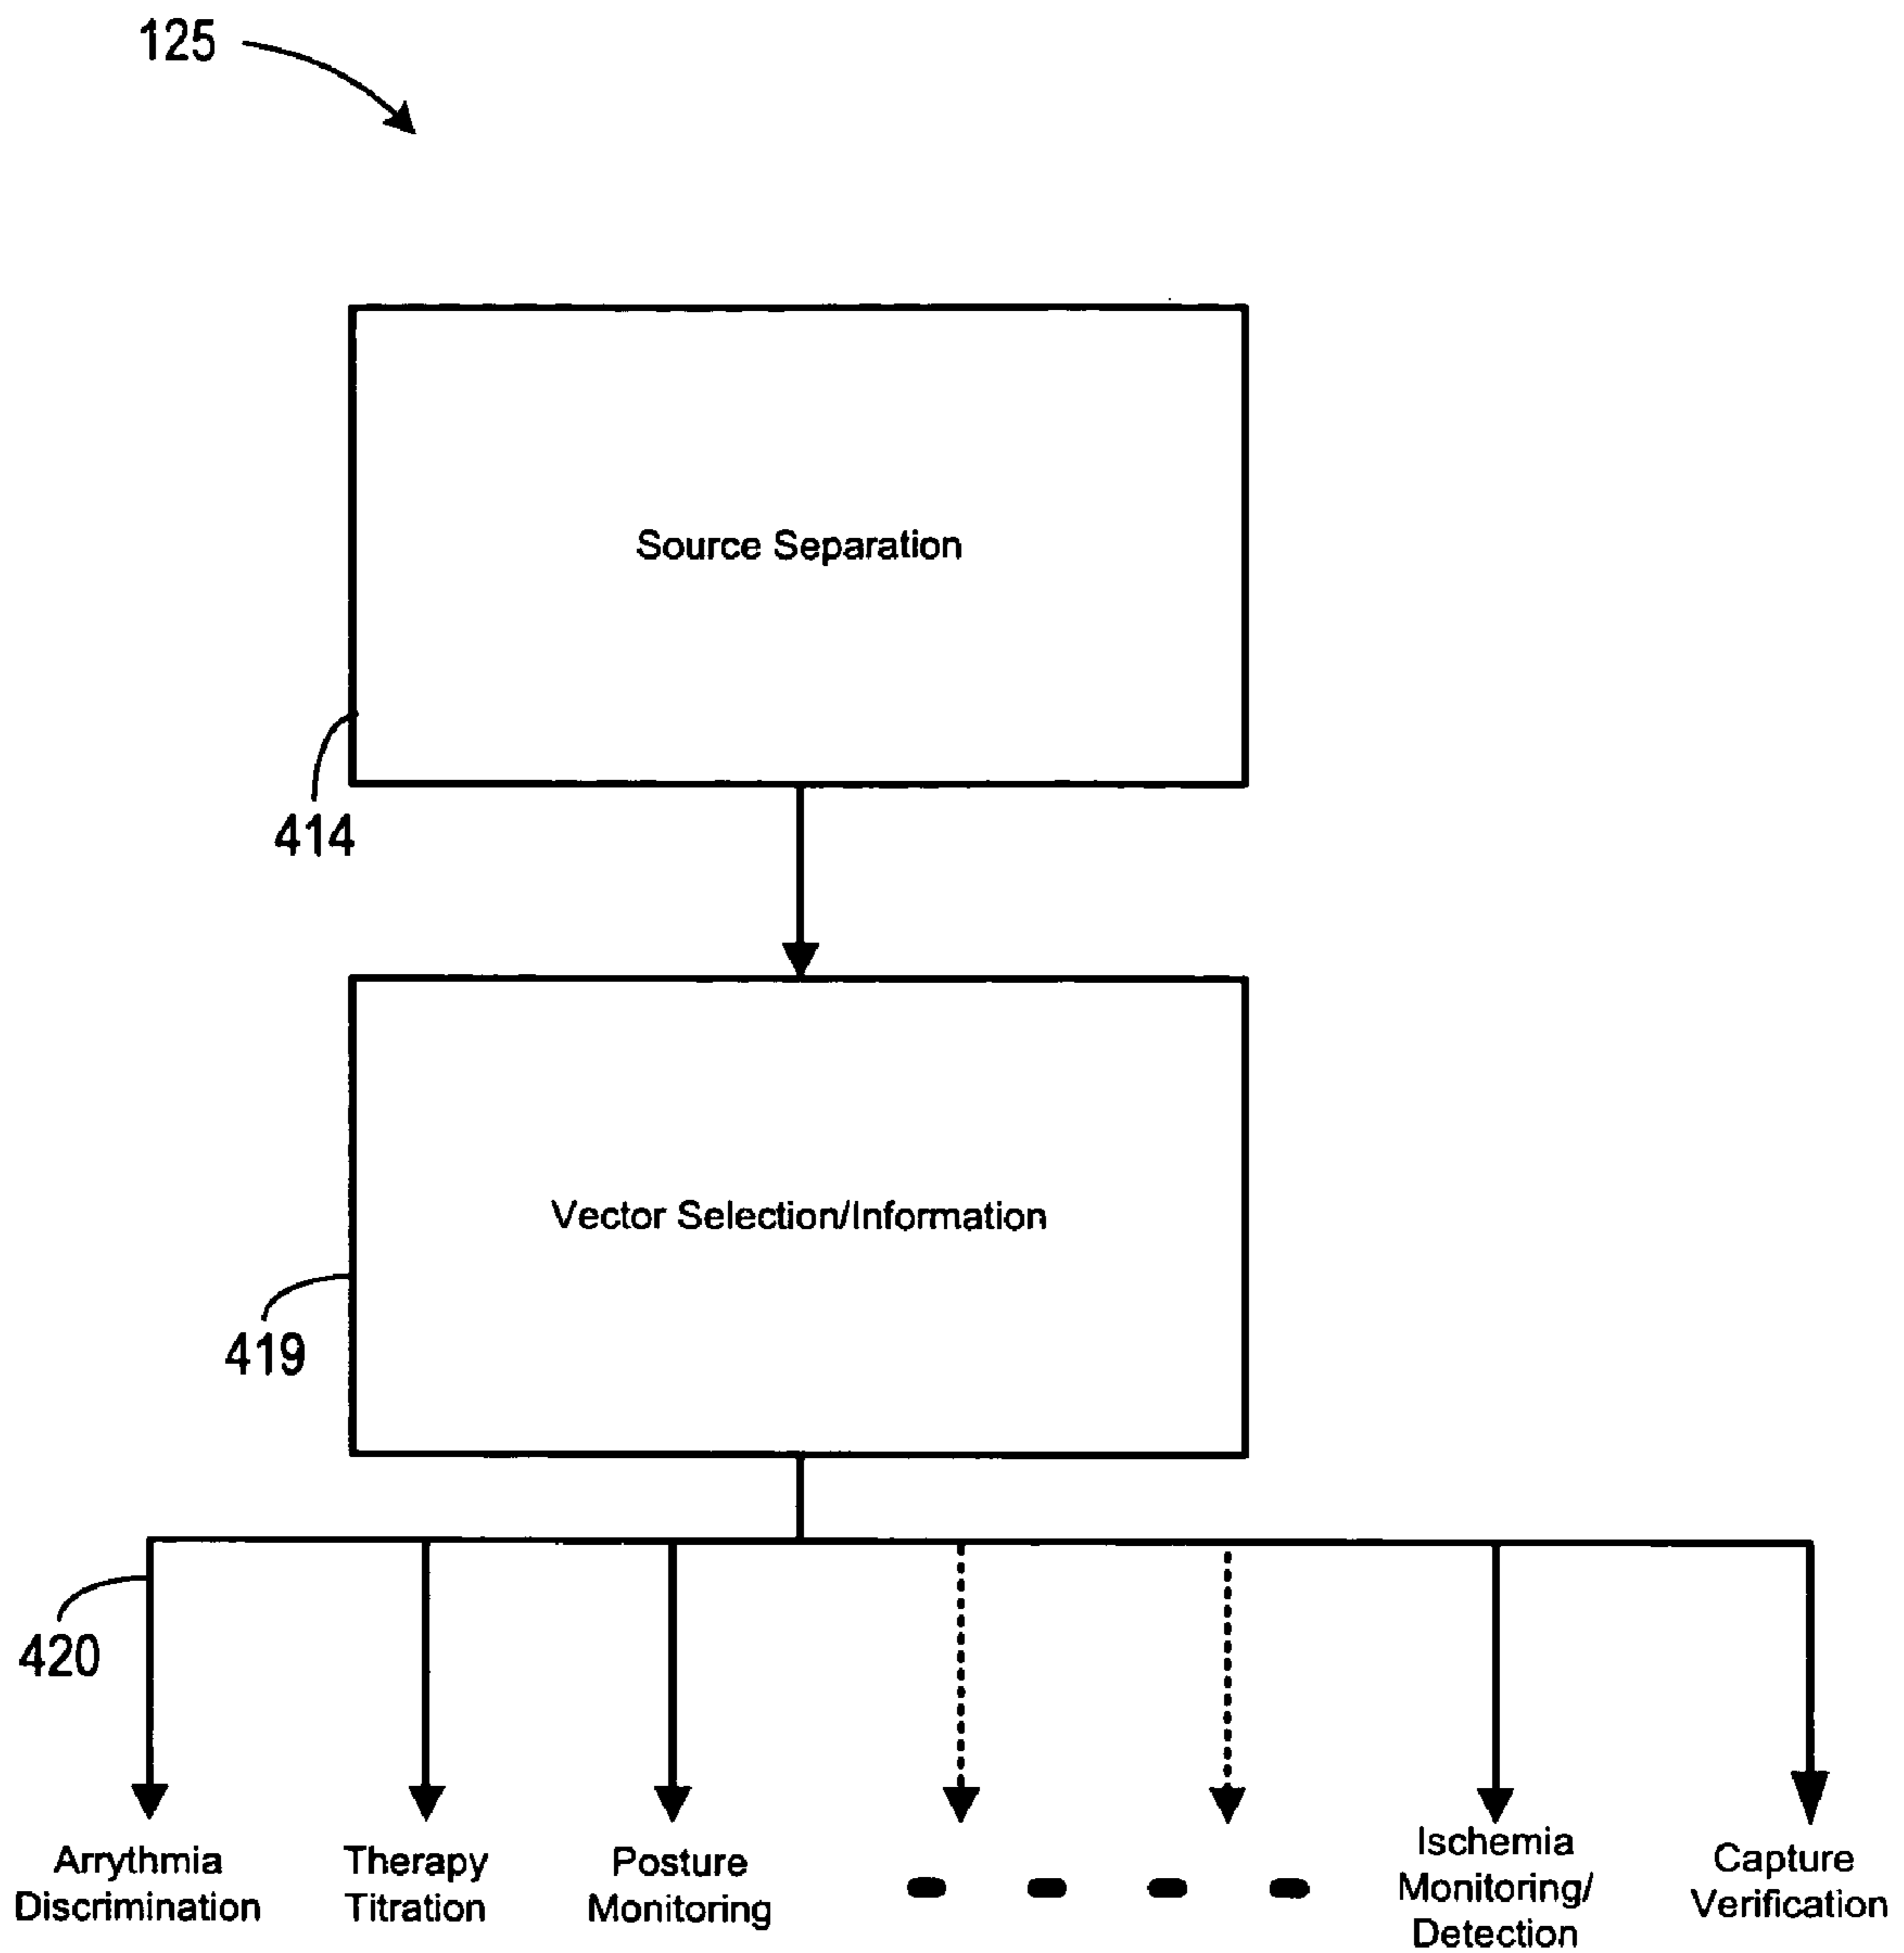 125
Source Separation
414
Vector Selection/Information
419
420
Arrythmia
Discrimination
Therapy
Titration
Posture
Monitoring
Ischemia
Monitoring/
Detection
Capture
Verification